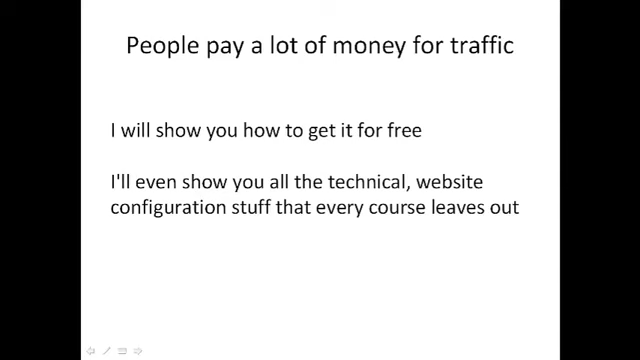 People pay a lot of money for traffic
I will show you how to get it for free
I'll even show you all the technical, website
configuration stuff that every course leaves out